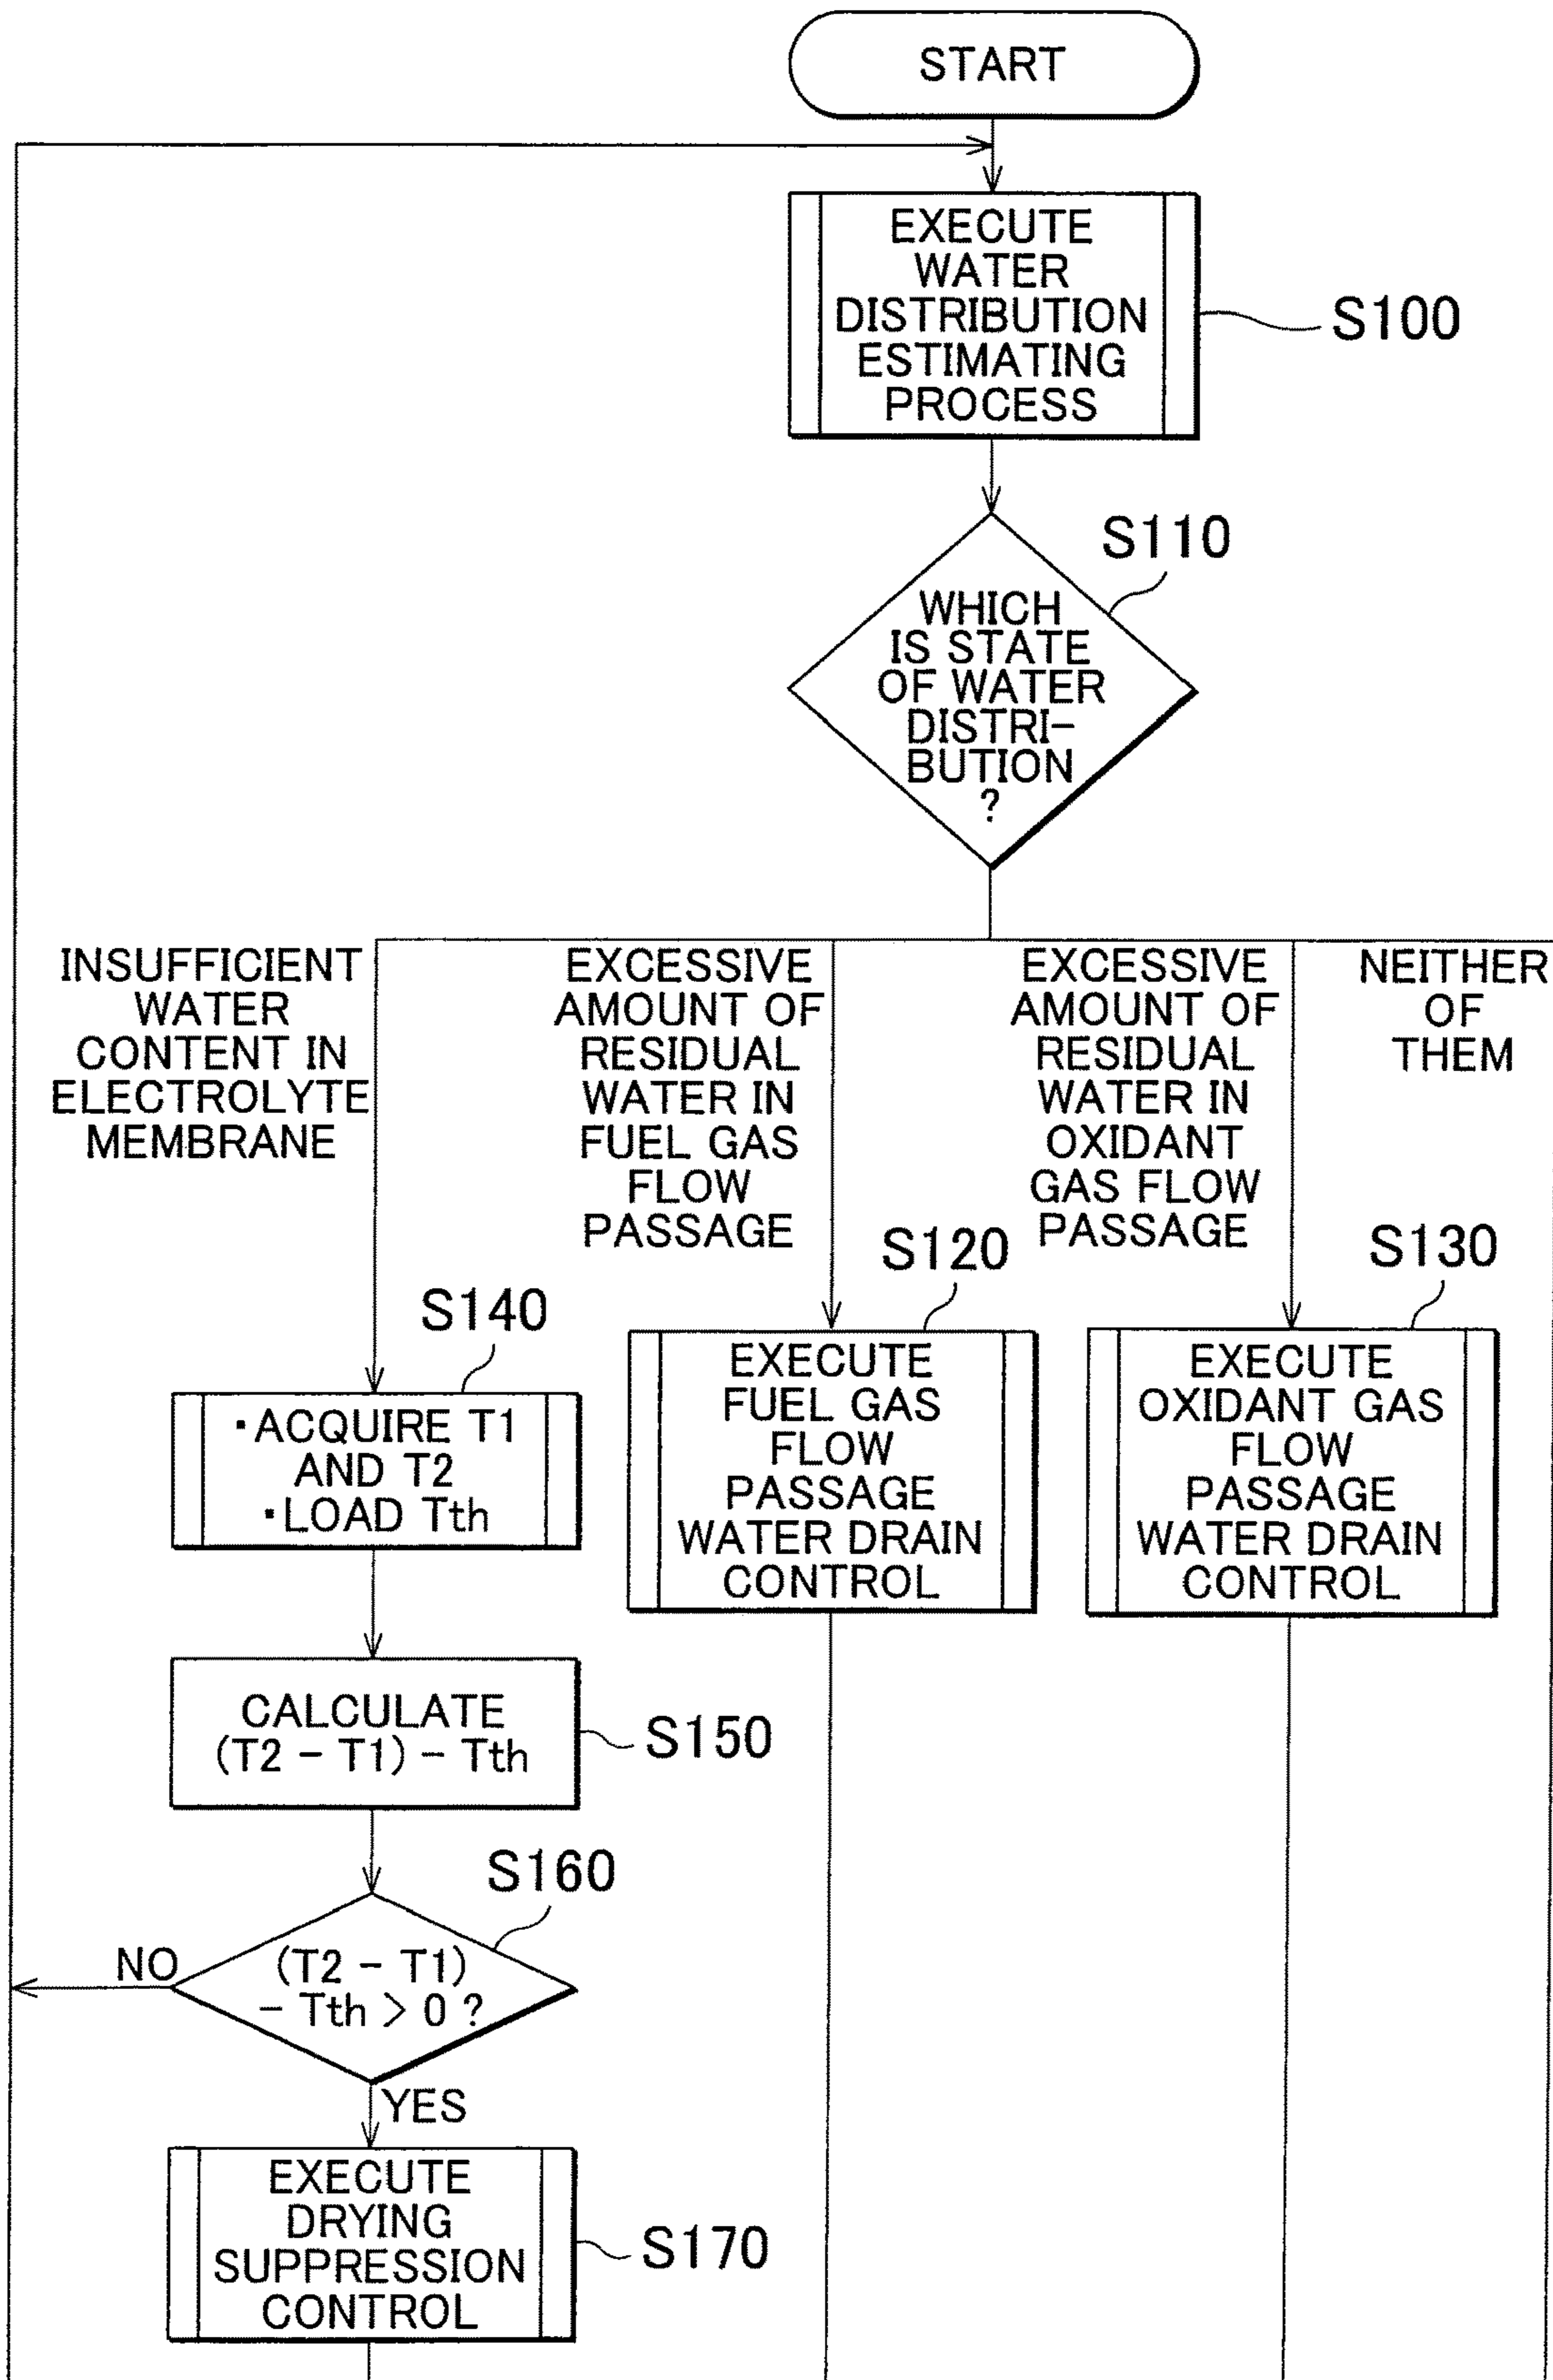 START
EXECUTE
WATER
DISTRIBUTION
ESTIMATING
PROCESS
S100
S110
WHICH
IS STATE
OF WATER
DISTRI-
BUTION
?
INSUFFICIENT
WATER
CONTENT IN
ELECTROLYTE
MEMBRANE
EXCESSIVE
AMOUNT OF
RESIDUAL
WATER IN
FUEL GAS
FLOW
PASSAGE
EXCESSIVE
AMOUNT OF
RESIDUAL
WATER IN
OXIDANT
GAS FLOW
PASSAGE
NEITHER
OF
THEM
S140
・ACQUIRE T1
AND T2
・LOAD Tth
S120
EXECUTE
FUEL GAS
FLOW
PASSAGE
WATER DRAIN
CONTROL
S130
EXECUTE
OXIDANT GAS
FLOW
PASSAGE
WATER DRAIN
CONTROL
CALCULATE
(T2 - T1) - Tth
S150
S160
(T2 - T1)
- Tth > 0 ?
NO
YES
EXECUTE
DRYING
SUPPRESSION
CONTROL
S170